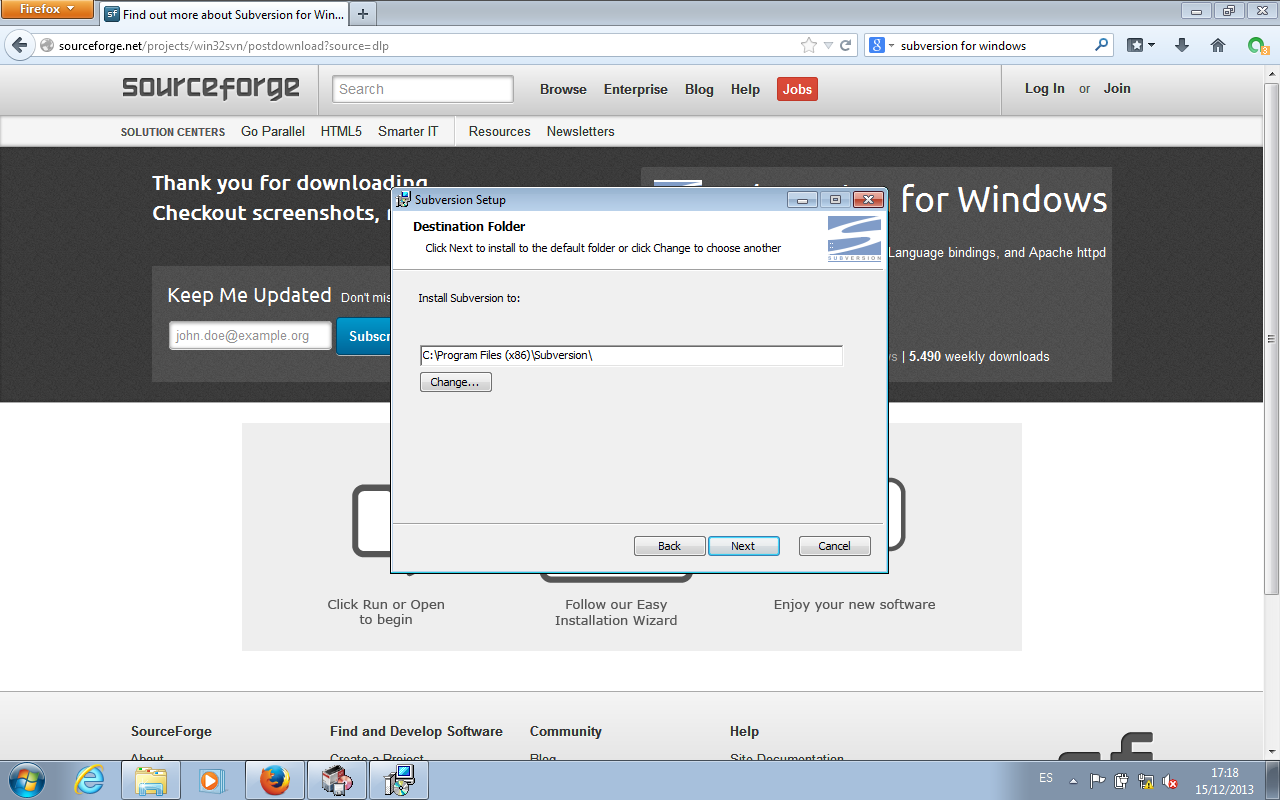 Firefox
Find out more about Subversion for Win...
sourceforge.net/projects/win32svn/postdownload?source=dlp
subversion for windows
3
sourceforge
Search
Browse Enterprise Blog Help Jobs
Log In or Join
SOLUTION CENTERS Go Parallel HTML5 Smarter IT Resources Newsletters
Thank you for downloading
Checkout screenshots,
for Windows
Language bindings, and Apache httpd
Keep Me Updated Don't mis
john.doe@example.org
Subscr
| 5.490 weekly downloads
Subversion Setup
Destination Folder
Click Next to install to the default folder or click Change to choose another
SUBVERSION
Install Subversion to:
C:\Program Files (x86)\Subversion\
Change...
Back Next Cancel
Click Run or Open
to begin
Follow our Easy
Installation Wizard
Enjoy your new software
SourceForge
Find and Develop Software
Community
Help
About
Create a Project
Blog
Site Documentation
sf
ES
17:18
15/12/2013